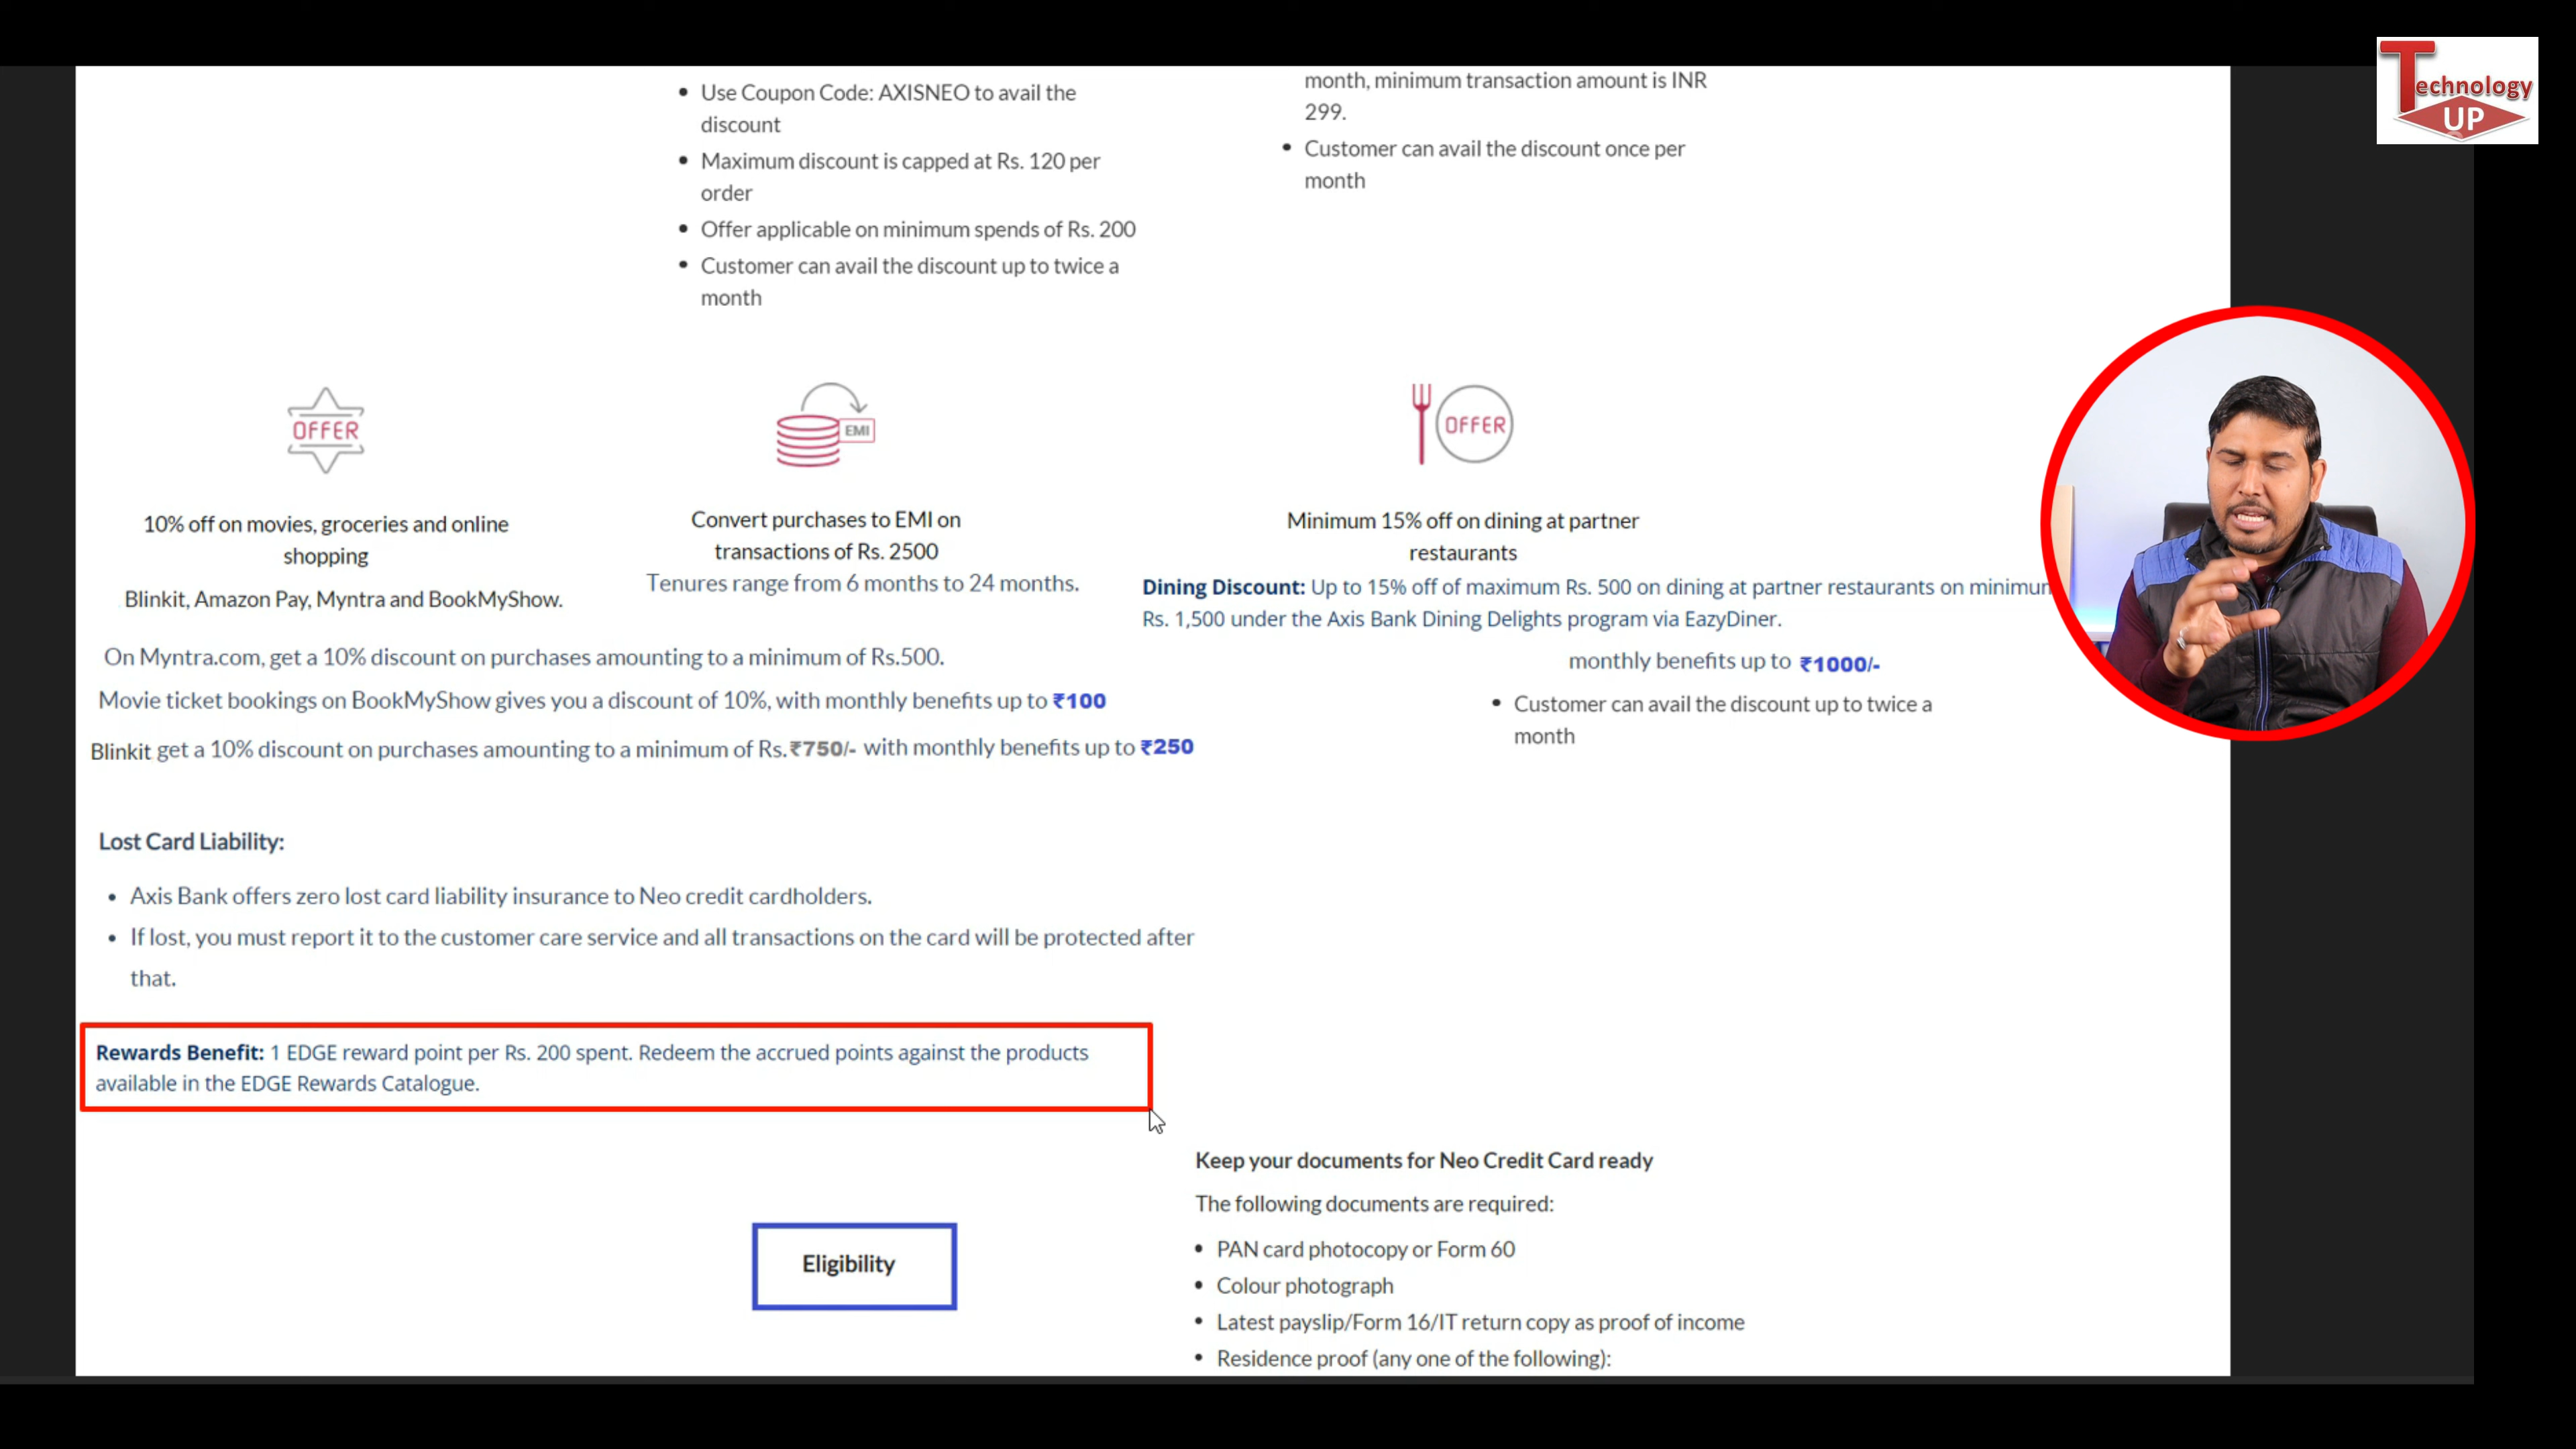 Technology
UP
• Use Coupon Code: AXISNEO to avail the
discount
• Maximum discount is capped at Rs. 120 per
order
• Offer applicable on minimum spends of Rs. 200
• Customer can avail the discount up to twice a
month
month, minimum transaction amount is INR
299.
• Customer can avail the discount once per
month
OFFER
10% off on movies, groceries and online
shopping
Blinkit, Amazon Pay, Myntra and BookMyShow.
EMI
Convert purchases to EMI on
transactions of Rs. 2500
Tenures range from 6 months to 24 months.
OFFER
Minimum 15% off on dining at partner
restaurants
Dining Discount: Up to 15% off of maximum Rs. 500 on dining at partner restaurants on minimum
Rs. 1,500 under the Axis Bank Dining Delights program via EazyDiner.
monthly benefits up to ₹1000/-
• Customer can avail the discount up to twice a
month
On Myntra.com, get a 10% discount on purchases amounting to a minimum of Rs.500.
Movie ticket bookings on BookMyShow gives you a discount of 10%, with monthly benefits up to ₹100
Blinkit get a 10% discount on purchases amounting to a minimum of Rs.₹750/- with monthly benefits up to ₹250
Lost Card Liability:
• Axis Bank offers zero lost card liability insurance to Neo credit cardholders.
• If lost, you must report it to the customer care service and all transactions on the card will be protected after
that.
Rewards Benefit: 1 EDGE reward point per Rs. 200 spent. Redeem the accrued points against the products
available in the EDGE Rewards Catalogue.
Eligibility
Keep your documents for Neo Credit Card ready
The following documents are required:
• PAN card photocopy or Form 60
• Colour photograph
• Latest payslip/Form 16/IT return copy as proof of income
• Residence proof (any one of the following):